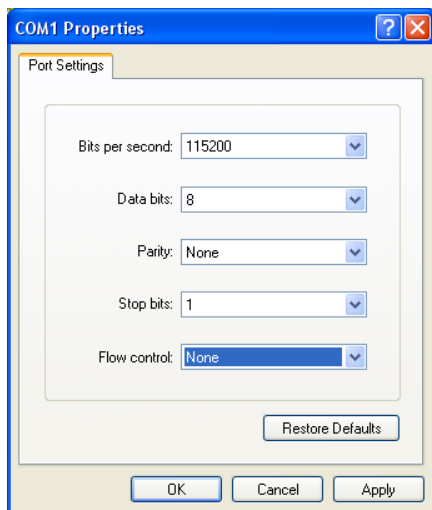 COM1 Properties
Port Settings
Bits per second: 115200
Data bits: 8
Parity: None
Stop bits: 1
Flow control: None
Restore Defaults
OK Cancel Apply